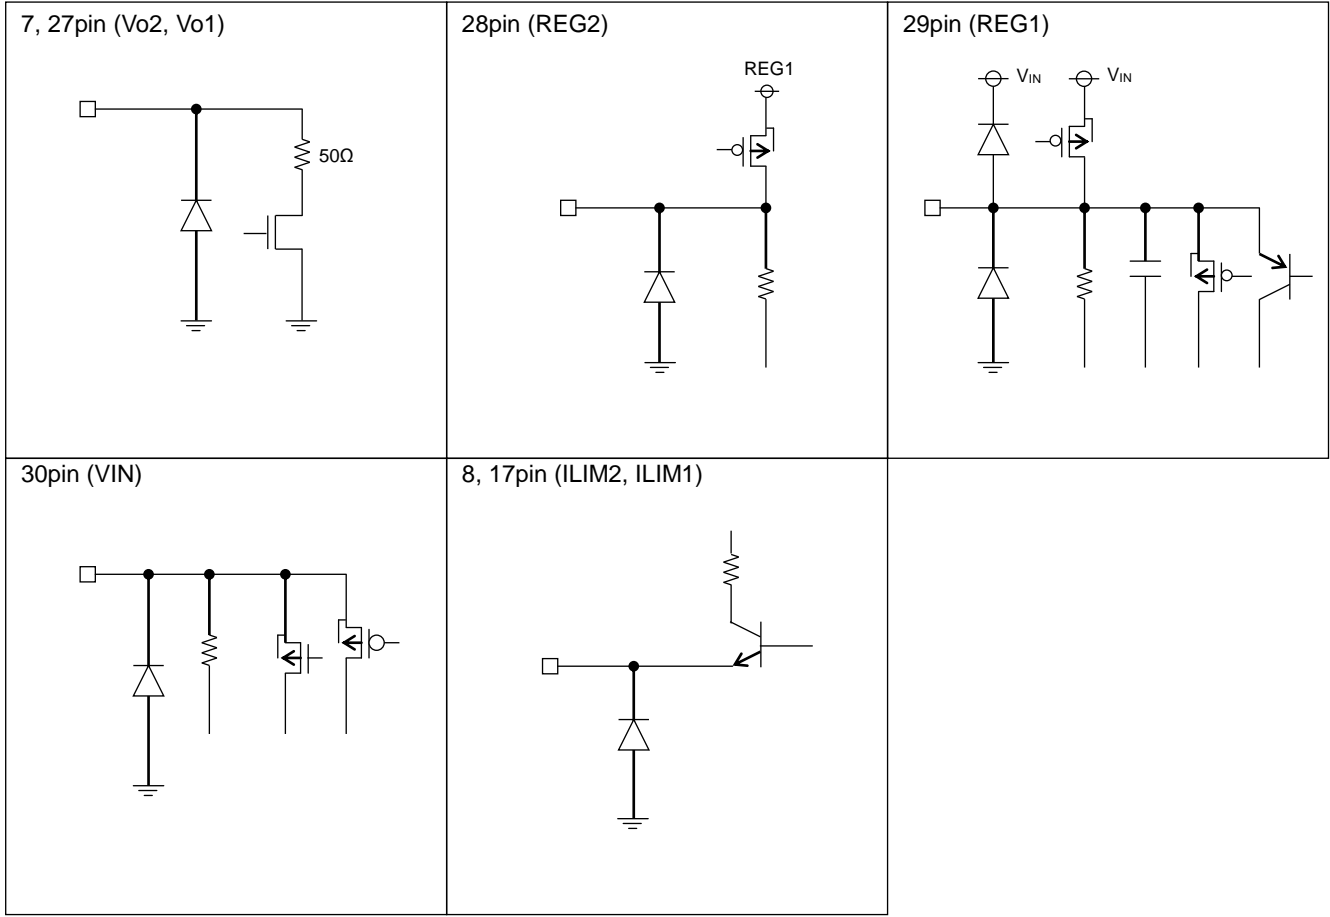 7, 27pin (Vo2, Vo1)
50Ω
28pin (REG2)
REG1
29pin (REG1)
VIN
VIN
30pin (VIN)
8, 17pin (ILIM2, ILIM1)